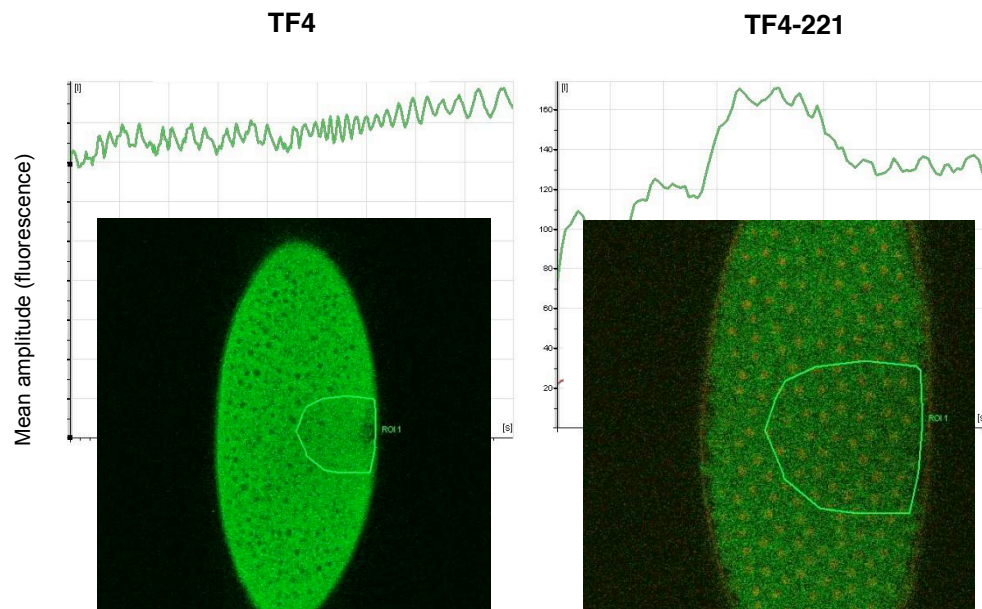 TF4
TF4-221
Mean amplitude (fluorescence)
[I]
ROI 1
[s]
[I]
160
140
120
100
80
60
40
20
ROI 1